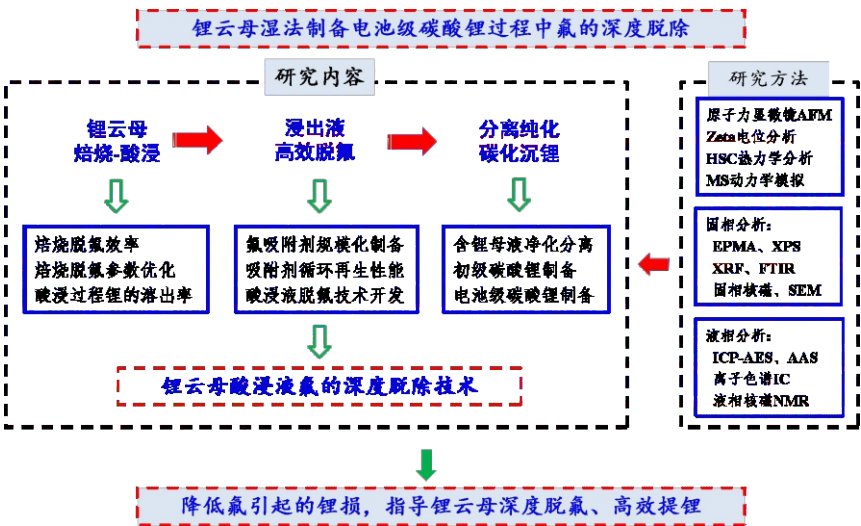 锂云母湿法制备电池级碳酸锂过程中氟的深度脱除
研究内容
锂云母
焙烧-酸浸
浸出液
高效脱氟
分离纯化
碳化沉锂
焙烧脱氟效率
焙烧脱氟参数优化
酸浸过程锂的溶出率
氟吸附剂规模化制备
吸附剂循环再生性能
酸浸液脱氟技术开发
含锂母液净化分离
初级碳酸锂制备
电池级碳酸锂制备
锂云母酸浸液氟的深度脱除技术
研究方法
原子力显微镜AFM
Zeta电位分析
HSC热力学分析
MS动力学模拟
固相分析：
EPMA、XPS
XRF、FTIR
固相核磁、SEM
液相分析：
ICP-AES、AAS
离子色谱IC
液相核磁NMR
降低氟引起的锂损，指导锂云母深度脱氟、高效提锂